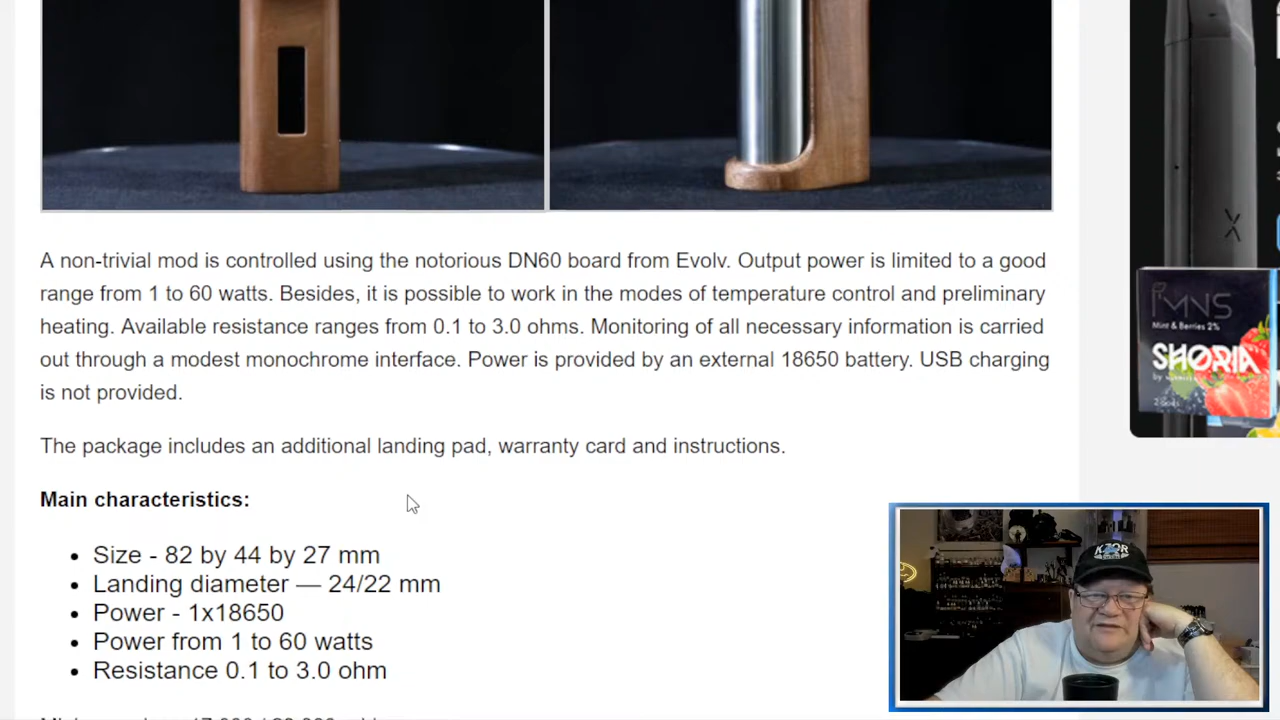 A non-trivial mod is controlled using the notorious DN60 board from Evolv. Output power is limited to a good
range from 1 to 60 watts. Besides, it is possible to work in the modes of temperature control and preliminary
heating. Available resistance ranges from 0.1 to 3.0 ohms. Monitoring of all necessary information is carried
out through a modest monochrome interface. Power is provided by an external 18650 battery. USB charging
is not provided.
The package includes an additional landing pad, warranty card and instructions.
Main characteristics:
• Size - 82 by 44 by 27 mm
• Landing diameter — 24/22 mm
• Power - 1x18650
• Power from 1 to 60 watts
• Resistance 0.1 to 3.0 ohm
MNS
Mint & Berries 2%
SHORIA
KZOR